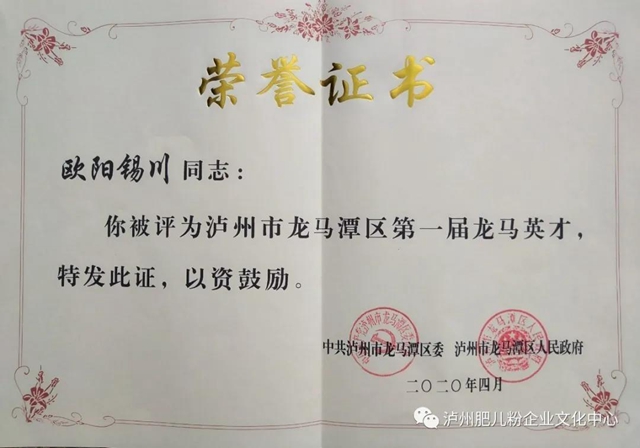 荣誉证书
欧阳锡川 同志：
你被评为泸州市龙马潭区第一届龙马英才，
特发此证，以资鼓励。
中共泸州市龙马潭区委 泸州市龙马潭区人民政府
二〇二〇年四月
泸州肥儿粉企业文化中心